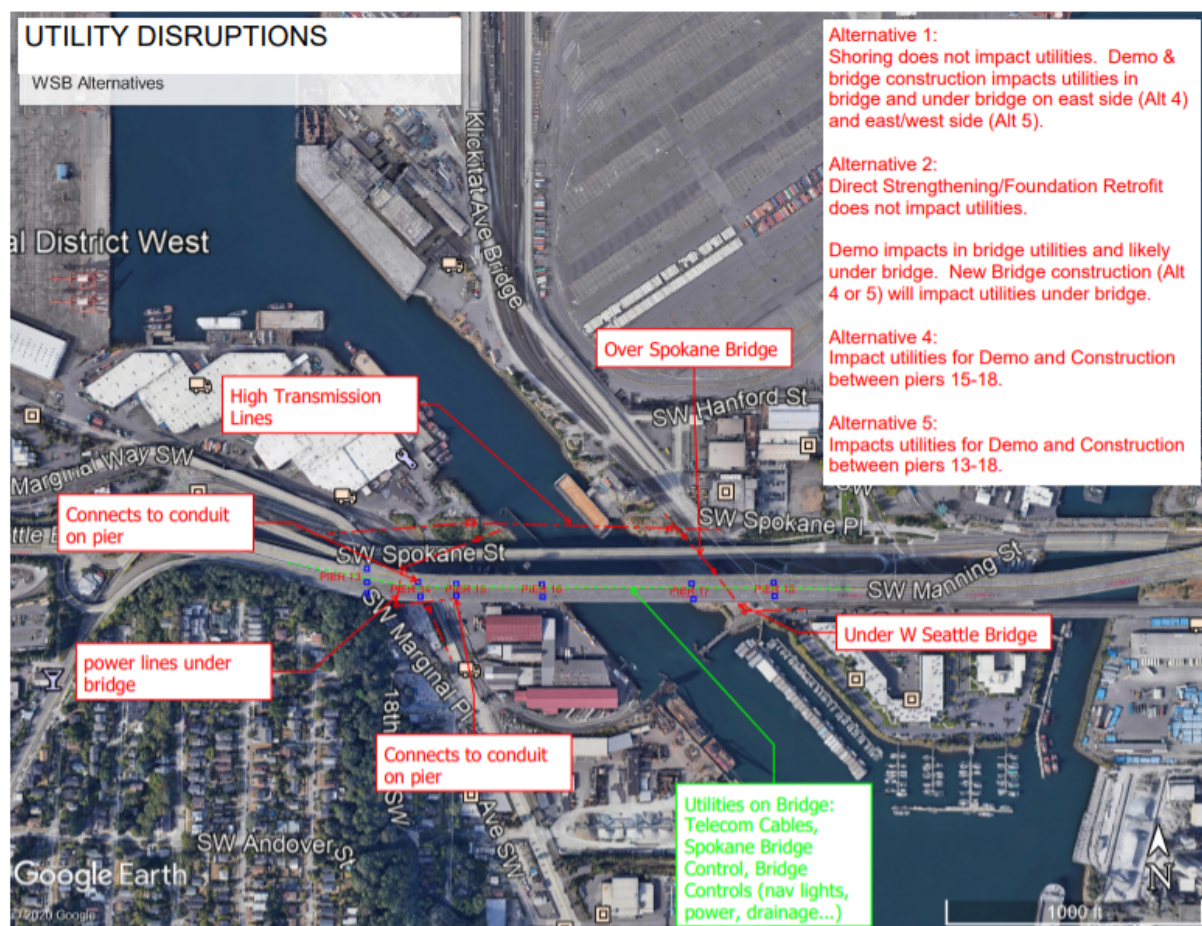 UTILITY DISRUPTIONS
WSB Alternatives
Alternative 1:
Shoring does not impact utilities. Demo &
bridge construction impacts utilities in
bridge and under bridge on east side (Alt 4)
and east/west side (Alt 5).
Alternative 2:
Direct Strengthening/Foundation Retrofit
does not impact utilities.
Demo impacts in bridge utilities and likely
under bridge. New Bridge construction (Alt
4 or 5) will impact utilities under bridge.
Alternative 4:
Impact utilities for Demo and Construction
between piers 15-18.
Alternative 5:
Impacts utilities for Demo and Construction
between piers 13-18.
Klickitat Ave Bridge
al District West
Over Spokane Bridge
High Transmission
Lines
SW Hanford St
Marginal Way SW
SW
Connects to conduit
on pier
SW Spokane Pl
SW Spokane St
SW Manning St
PIER 13
PIER 14
PIER 15
PIER 16
PIER 17
PIER 18
SW Marginal Pl
Under W Seattle Bridge
power lines under
bridge
18th
SW
Connects to conduit
on pier
Ave SW
Utilities on Bridge:
Telecom Cables,
Spokane Bridge
Control, Bridge
Controls (nav lights,
power, drainage...)
SW Andover St
Google Earth
©2020 Google
N
1000 ft